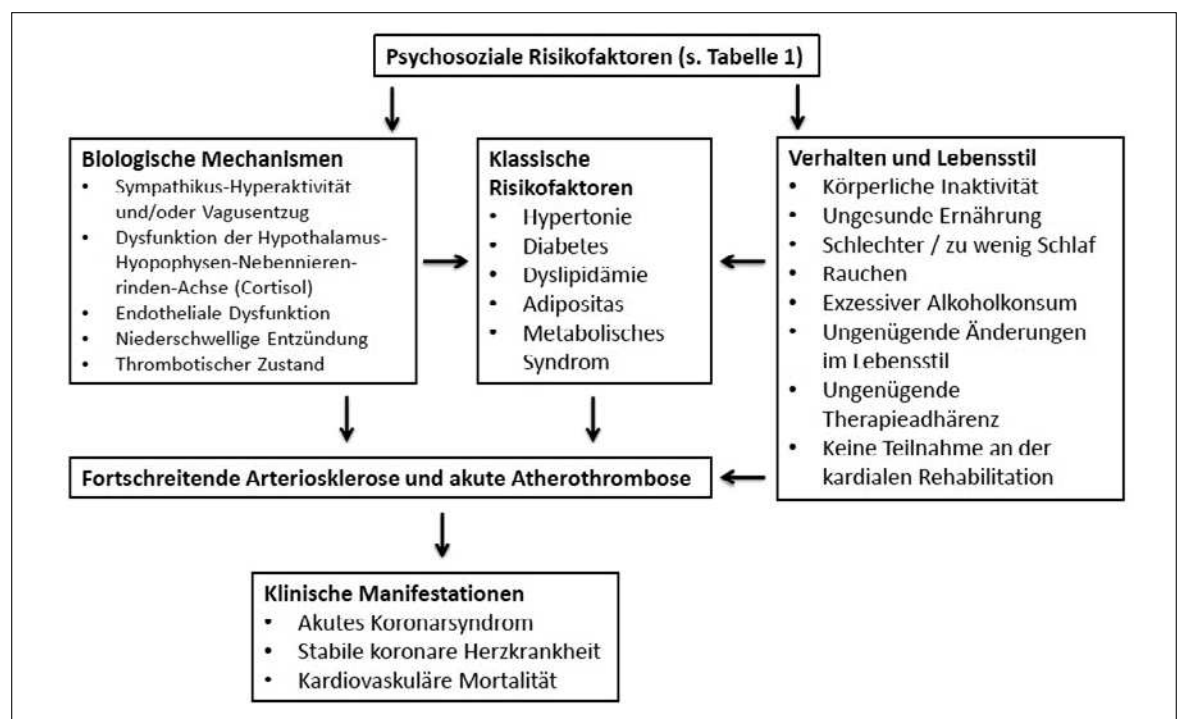 Psychosoziale Risikofaktoren (s. Tabelle 1)
Biologische Mechanismen
• Sympathikus-Hyperaktivität
und/oder Vagusentzug
• Dysfunktion der Hypothalamus-
Hyopophysen-Nebennieren-
rinden-Achse (Cortisol)
• Endotheliale Dysfunktion
• Niederschwellige Entzündung
• Thrombotischer Zustand
Klassische
Risikofaktoren
• Hypertonie
• Diabetes
• Dyslipidämie
• Adipositas
• Metabolisches
Syndrom
Verhalten und Lebensstil
• Körperliche Inaktivität
• Ungesunde Ernährung
• Schlechter / zu wenig Schlaf
• Rauchen
• Exzessiver Alkoholkonsum
• Ungenügende Änderungen
im Lebensstil
• Ungenügende
Therapieadhärenz
• Keine Teilnahme an der
kardialen Rehabilitation
Fortschreitende Arteriosklerose und akute Atherothrombose
Klinische Manifestationen
• Akutes Koronarsyndrom
• Stabile koronare Herzkrankheit
• Kardiovaskuläre Mortalität